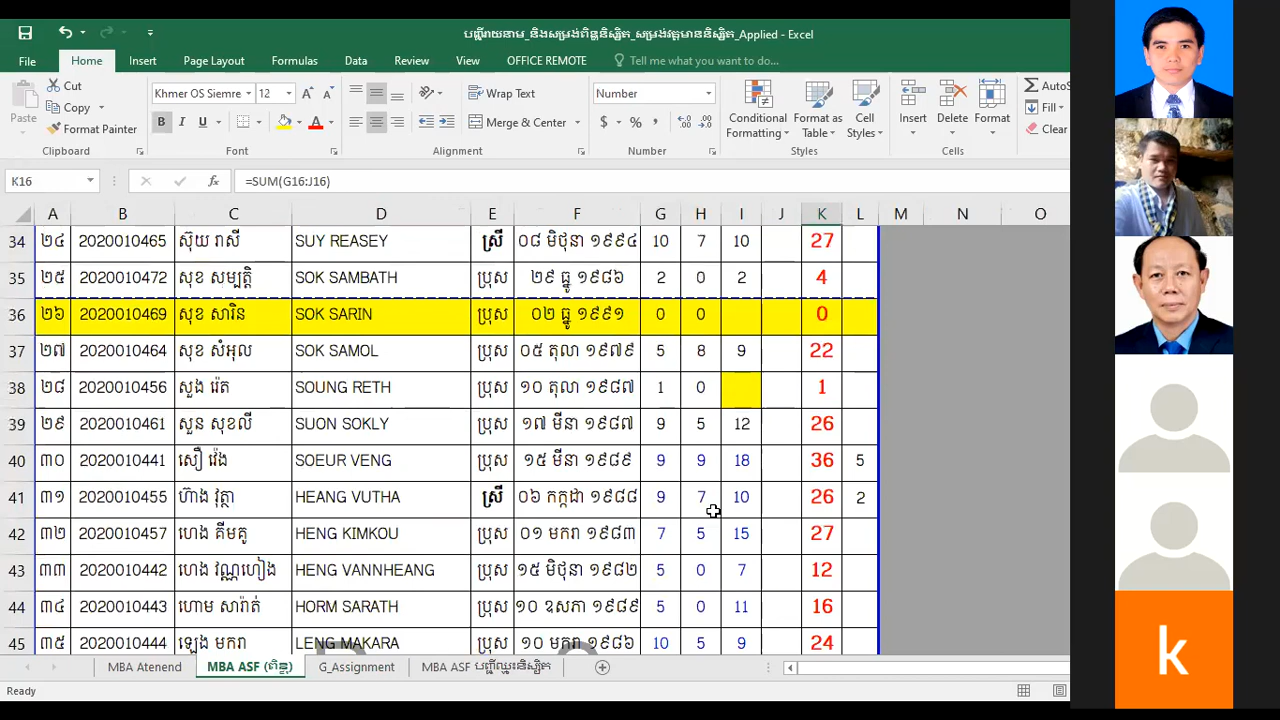 បញ្ជីរាយនាម_និងសម្រង់ពិន្ទុនិស្សិត_សម្រង់វត្តមាននិស្សិត_Applied - Excel
File Home Insert Page Layout Formulas Data Review View OFFICE REMOTE Tell me what you want to do...
Cut Khmer OS Siemre 12 Wrap Text Number AutoS
Paste Copy B I U Merge & Center $ % , Conditional Formatting Format as Table Cell Styles Insert Delete Format Fill
Format Painter Clear
Clipboard Font Alignment Number Styles Cells
K16 fx =SUM(G16:J16)
A B C D E F G H I J K L M N O
34 ២៤ 2020010465 ស៊ុយ រាសី SUY REASEY ស្រី ០៨ មិថុនា ១៩៩៤ 10 7 10 27
35 ២៥ 2020010472 សុខ សម្បត្តិ SOK SAMBATH ប្រុស ២៩ ធ្នូ ១៩៨៦ 2 0 2 4
36 ២៦ 2020010469 សុខ សារិន SOK SARIN ប្រុស ០២ ធ្នូ ១៩៩១ 0 0 0
37 ២៧ 2020010464 សុខ សំអុល SOK SAMOL ប្រុស ០៥ តុលា ១៩៧៩ 5 8 9 22
38 ២៨ 2020010456 សួង រ៉េត SOUNG RETH ប្រុស ១០ តុលា ១៩៨៧ 1 0 1
39 ២៩ 2020010461 សួន សុខលី SUON SOKLY ប្រុស ១៧ មីនា ១៩៨៧ 9 5 12 26
40 ៣០ 2020010441 សឿ វ៉េង SOEUR VENG ប្រុស ១៥ មីនា ១៩៨៩ 9 9 18 36 5
41 ៣១ 2020010455 ហ៊ាង វុត្ថា HEANG VUTHA ស្រី ០៦ កក្កដា ១៩៨៨ 9 7 10 26 2
42 ៣២ 2020010457 ហេង គីមគូ HENG KIMKOU ប្រុស ០១ មករា ១៩៨៣ 7 5 15 27
43 ៣៣ 2020010442 ហេង វណ្ណហៀង HENG VANNHEANG ប្រុស ១៥ មិថុនា ១៩៨២ 5 0 7 12
44 ៣៤ 2020010443 ហោម សារ៉ាត់ HORM SARATH ប្រុស ១០ ឧសភា ១៩៨៩ 5 0 11 16
45 ៣៥ 2020010444 ឡេង មករា LENG MAKARA ប្រុស ១០ មករា ១៩៨៦ 10 5 9 24
MBA Atenend MBA ASF (ពិន្ទុ) G_Assignment MBA ASF បញ្ជីឈ្មោះនិស្សិត
Ready
k